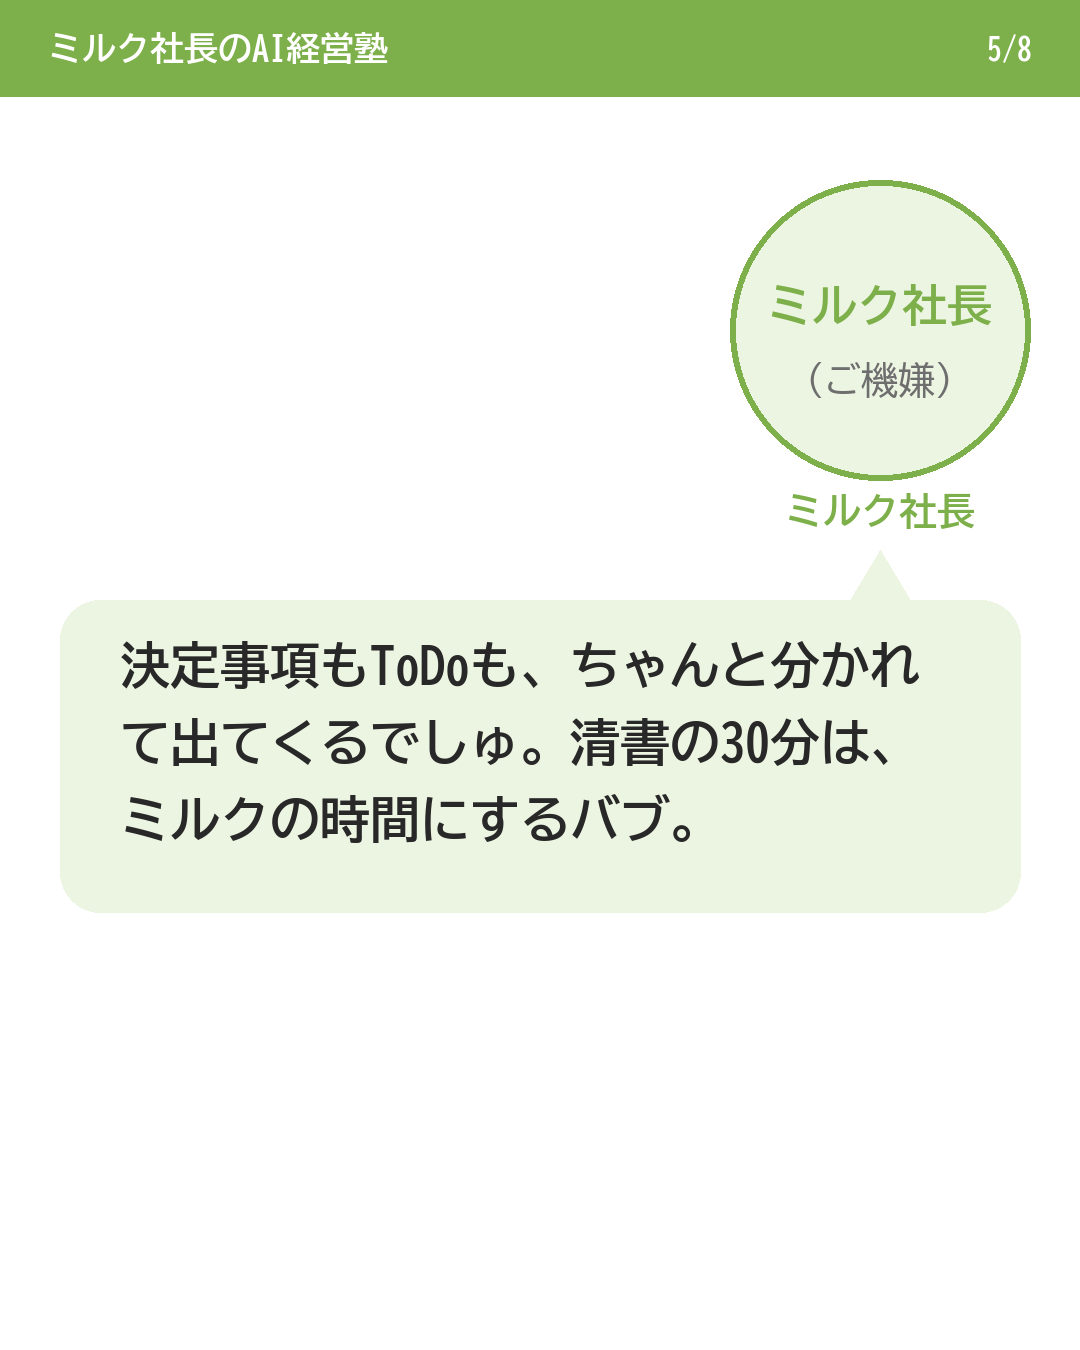 ミルク社長のAI経営塾
5/8
ミルク社長
（ご機嫌）
ミルク社長
決定事項もToDoも、ちゃんと分かれ
て出てくるでしゅ。清書の30分は、
ミルクの時間にするバブ。